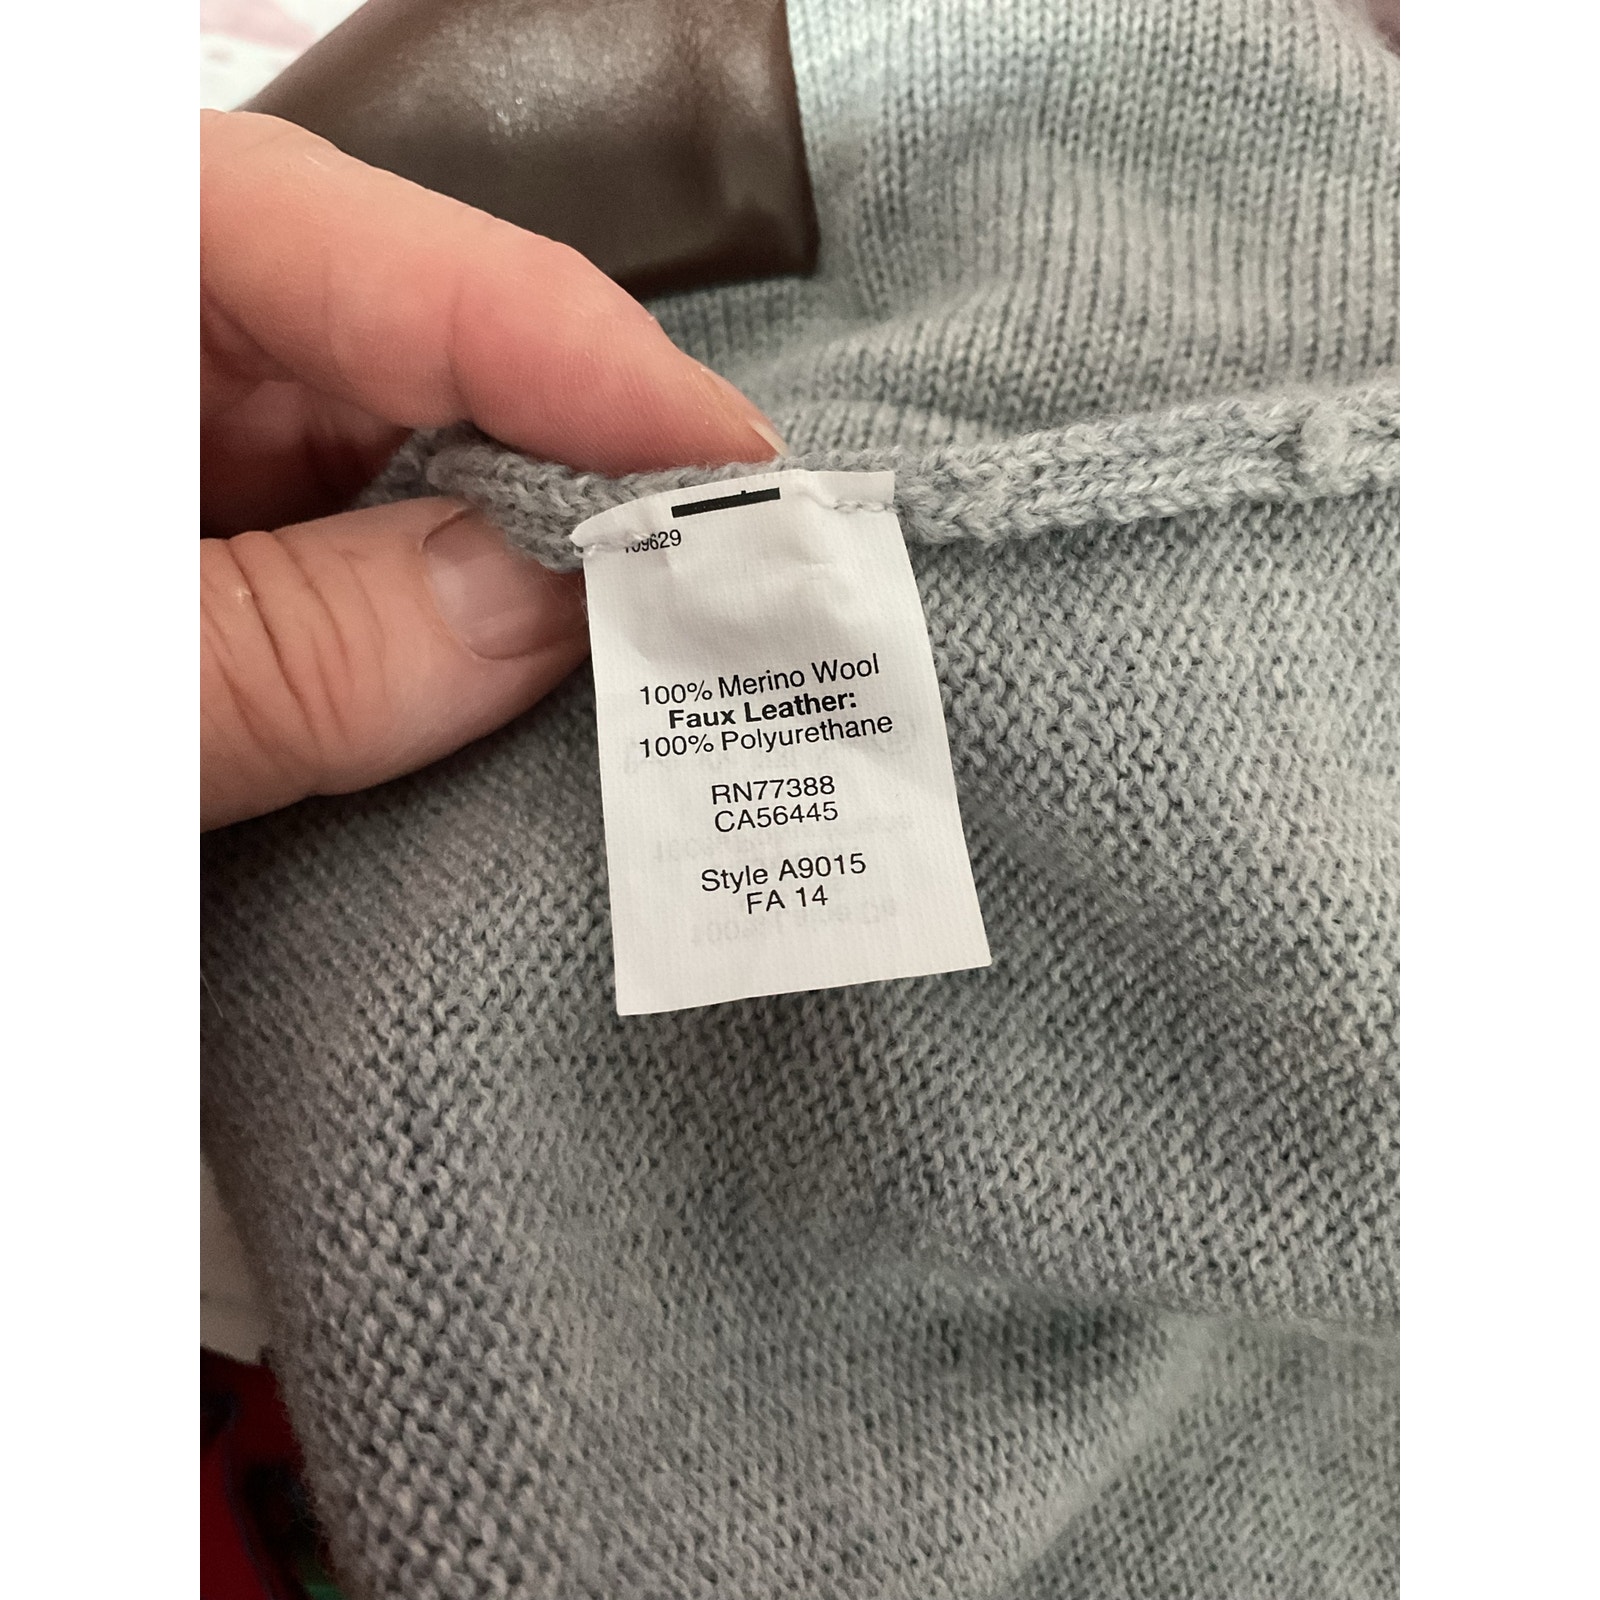 109629
100% Merino Wool
Faux Leather:
100% Polyurethane
RN77388
CA56445
Style A9015
FA 14